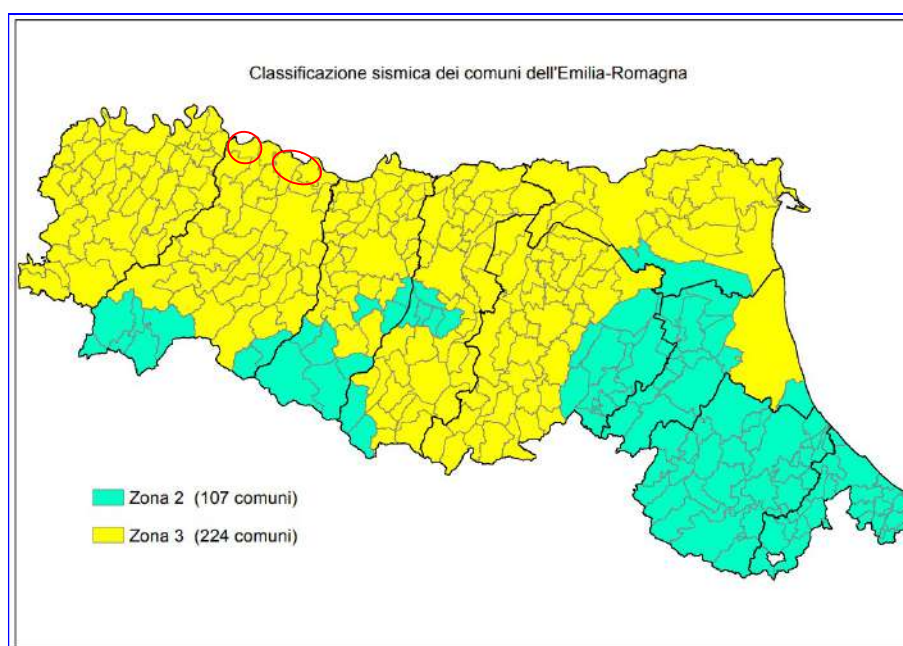 Classificazione sismica dei comuni dell'Emilia-Romagna
Zona 2 (107 comuni)
Zona 3 (224 comuni)